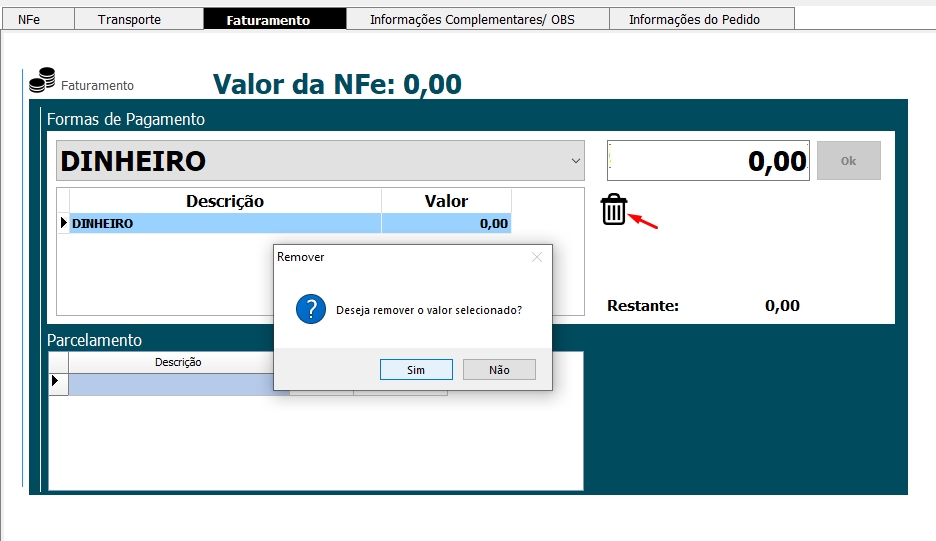 NFe Transporte Faturamento Informações Complementares/ OBS Informações do Pedido
Faturamento Valor da NFe: 0,00
Formas de Pagamento
DINHEIRO 0,00 Ok
Descrição Valor
DINHEIRO 0,00
Remover
? Deseja remover o valor selecionado?
Sim Não
Restante: 0,00
Parcelamento
Descrição